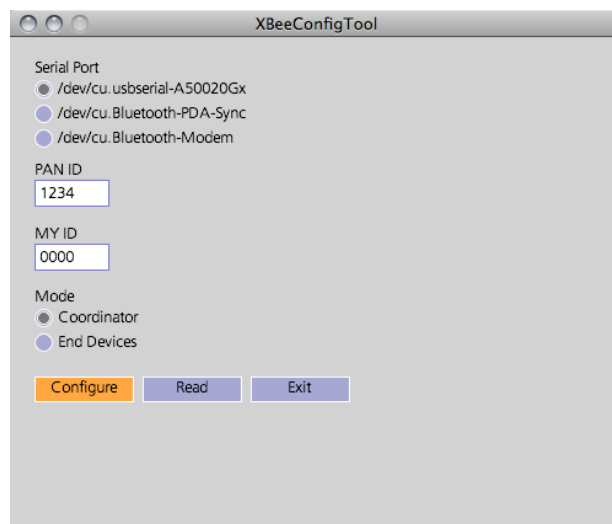 XBeeConfigTool
Serial Port
/dev/cu.usbserial-A50020Gx
/dev/cu.Bluetooth-PDA-Sync
/dev/cu.Bluetooth-Modem
PAN ID
1234
MY ID
0000
Mode
Coordinator
End Devices
Configure Read Exit